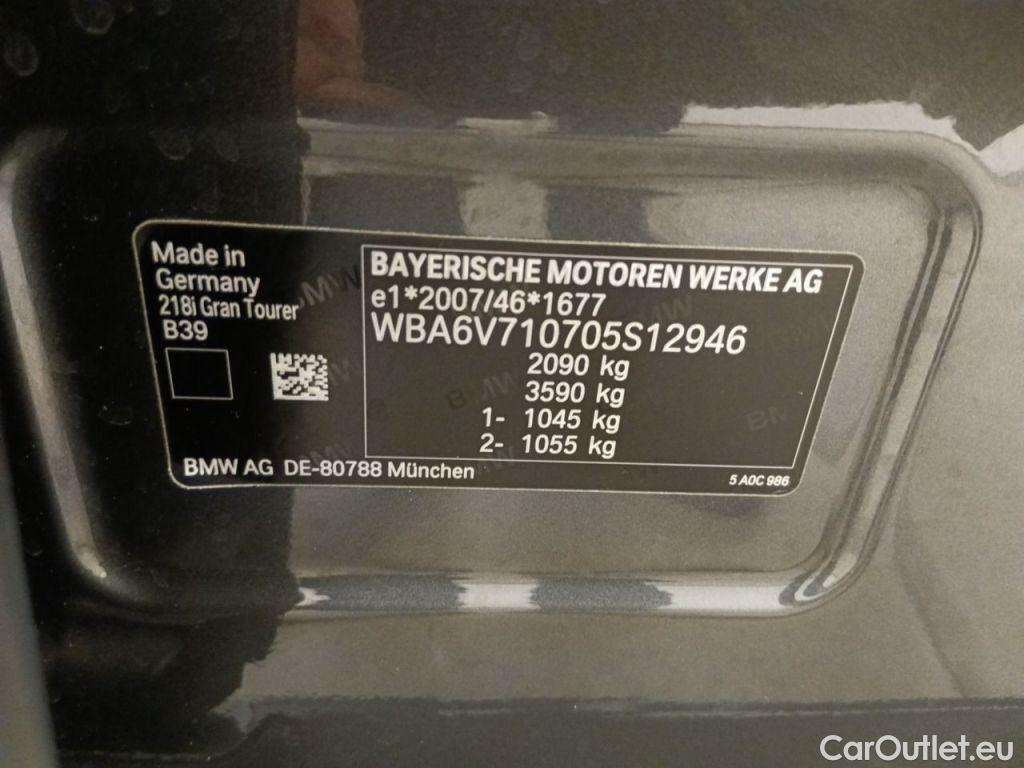 Made in
Germany
218i Gran Tourer
B39
BAYERISCHE MOTOREN WERKE AG
e1*2007/46*1677
WBA6V710705S12946
2090 kg
3590 kg
1- 1045 kg
2- 1055 kg
BMW AG DE-80788 München
5 A0C 986
CarOutlet.eu